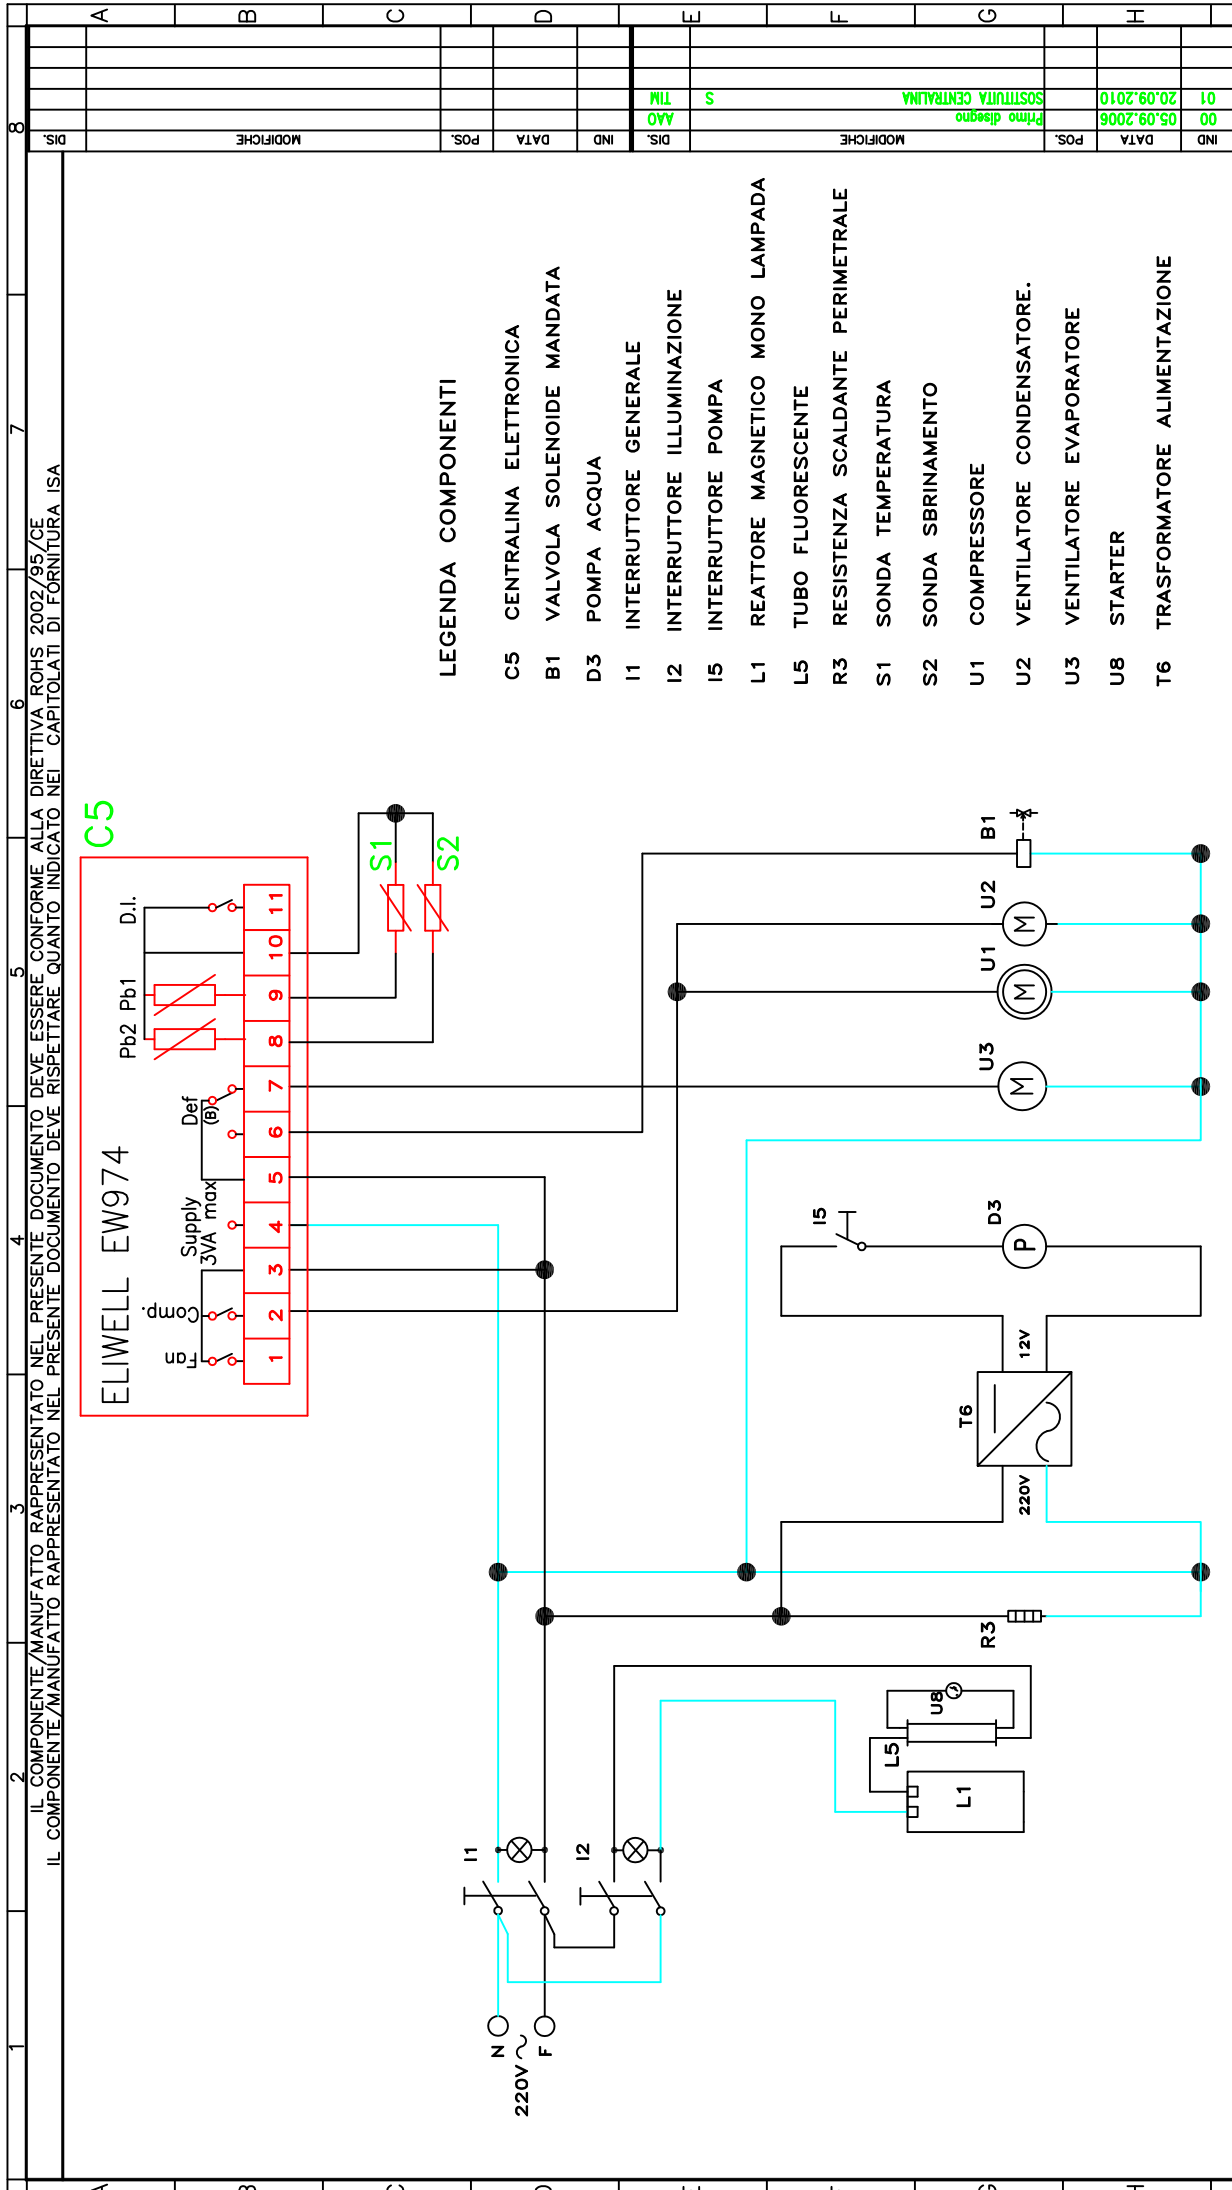 IL COMPONENTE/MANUFATTO RAPPRESENTATO NEL PRESENTE DOCUMENTO DEVE ESSERE CONFORME ALLA DIRETTIVA ROHS 2002/95/CE
IL COMPONENTE/MANUFATTO RAPPRESENTATO NEL PRESENTE DOCUMENTO DEVE RISPETTARE QUANTO INDICATO NEI CAPITOLATI DI FORNITURA ISA
1 2 3 4 5 6 7 8
A B C D E F G H
A B C D E F G H
C5
ELIWELL EW974
Fan
Comp.
Supply
3VA max
Def
(B)
Pb2 Pb1
D.I.
1 2 3 4 5 6 7 8 9 10 11
S1
S2
N
220V
F
I1
I2
L1
L5
U8
R3
T6
220V
12V
I5
D3
P
U3
M
U1
M
U2
M
B1
LEGENDA COMPONENTI
C5 CENTRALINA ELETTRONICA
B1 VALVOLA SOLENOIDE MANDATA
D3 POMPA ACQUA
I1 INTERRUTTORE GENERALE
I2 INTERRUTTORE ILLUMINAZIONE
I5 INTERRUTTORE POMPA
L1 REATTORE MAGNETICO MONO LAMPADA
L5 TUBO FLUORESCENTE
R3 RESISTENZA SCALDANTE PERIMETRALE
S1 SONDA TEMPERATURA
S2 SONDA SBRINAMENTO
U1 COMPRESSORE
U2 VENTILATORE CONDENSATORE.
U3 VENTILATORE EVAPORATORE
U8 STARTER
T6 TRASFORMATORE ALIMENTAZIONE
IND DATA POS. MODIFICHE DIS. IND DATA POS. MODIFICHE DIS.
00 05.09.2006 Primo disegno AAO
01 20.09.2010 SOSTITUITA CENTRALINA S TIM